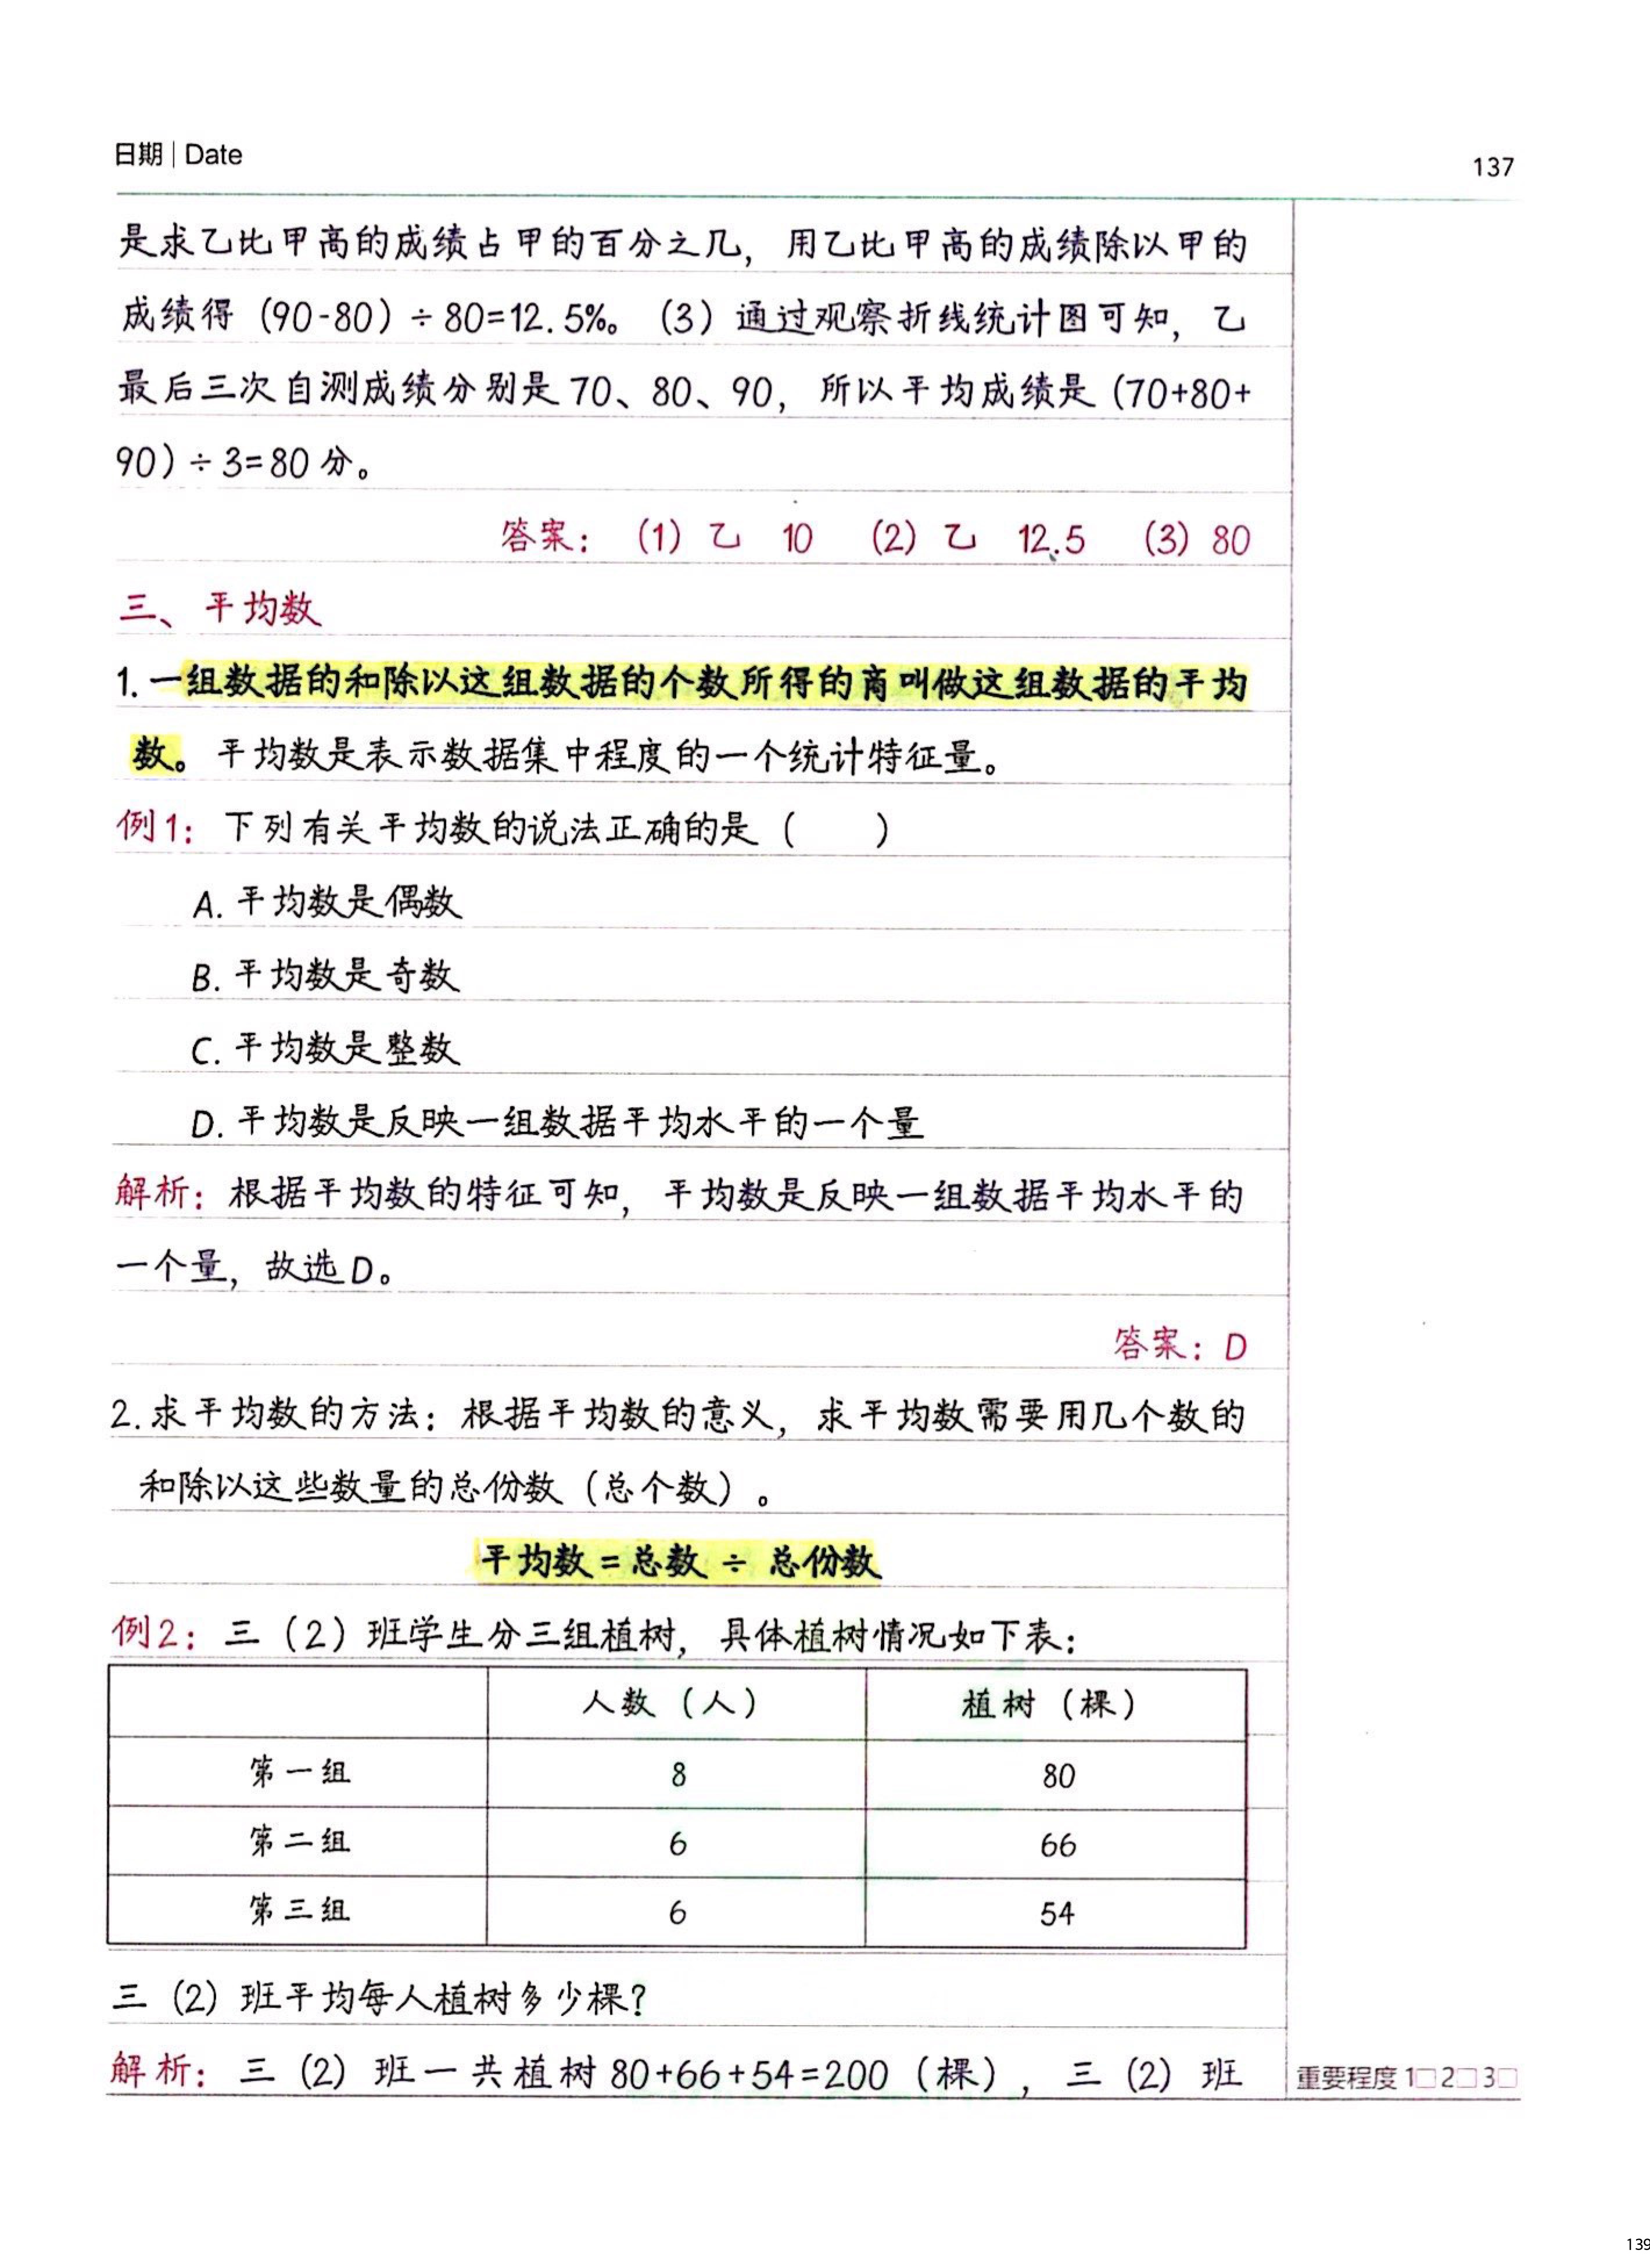 日期 | Date
137
是求乙比甲高的成绩占甲的百分之几，用乙比甲高的成绩除以甲的
成绩得（90-80）÷80=12.5%。（3）通过观察折线统计图可知，乙
最后三次自测成绩分别是70、80、90，所以平均成绩是（70+80+
90）÷3=80分。
答案：（1）乙 10 （2）乙 12.5 （3）80
三、平均数
1.一组数据的和除以这组数据的个数所得的商叫做这组数据的平均
数。平均数是表示数据集中程度的一个统计特征量。
例1：下列有关平均数的说法正确的是（ ）
A.平均数是偶数
B.平均数是奇数
C.平均数是整数
D.平均数是反映一组数据平均水平的一个量
解析：根据平均数的特征可知，平均数是反映一组数据平均水平的
一个量，故选D。
答案：D
2.求平均数的方法：根据平均数的意义，求平均数需要用几个数的
和除以这些数量的总份数（总个数）。
平均数=总数÷总份数
例2：三（2）班学生分三组植树，具体植树情况如下表：
人数（人） 植树（棵）
第一组 8 80
第二组 6 66
第三组 6 54
三（2）班平均每人植树多少棵？
解析：三（2）班一共植树80+66+54=200（棵），三（2）班
重要程度 1□ 2□ 3□
139